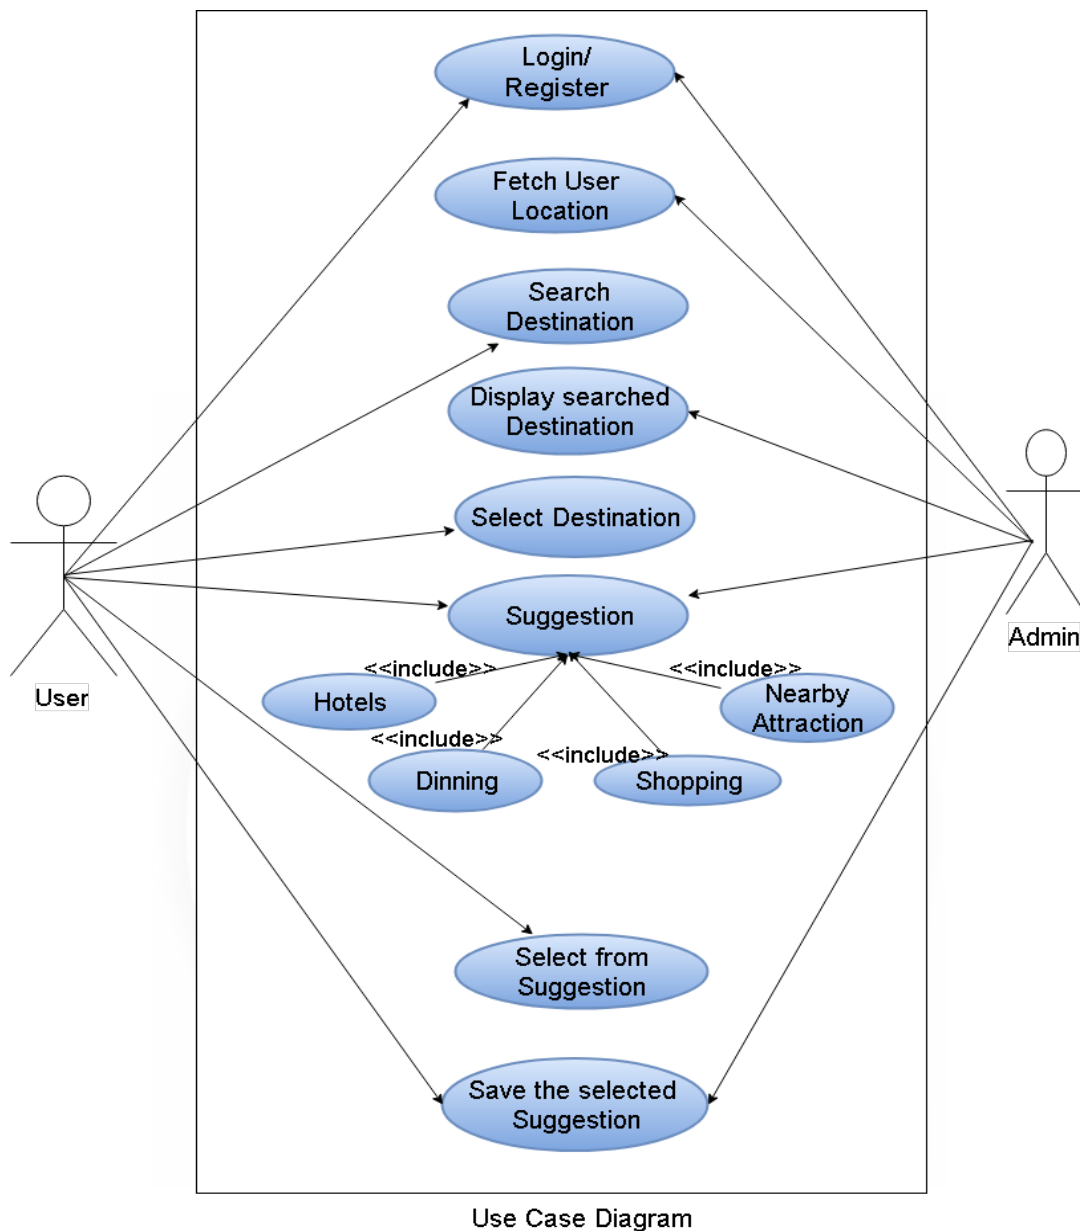 Login/
Register
Fetch User
Location
Search
Destination
Display searched
Destination
Select Destination
Suggestion
User
Admin
<<include>>
<<include>>
Hotels
Nearby
Attraction
<<include>>
<<include>>
Dinning
Shopping
Select from
Suggestion
Save the selected
Suggestion
Use Case Diagram